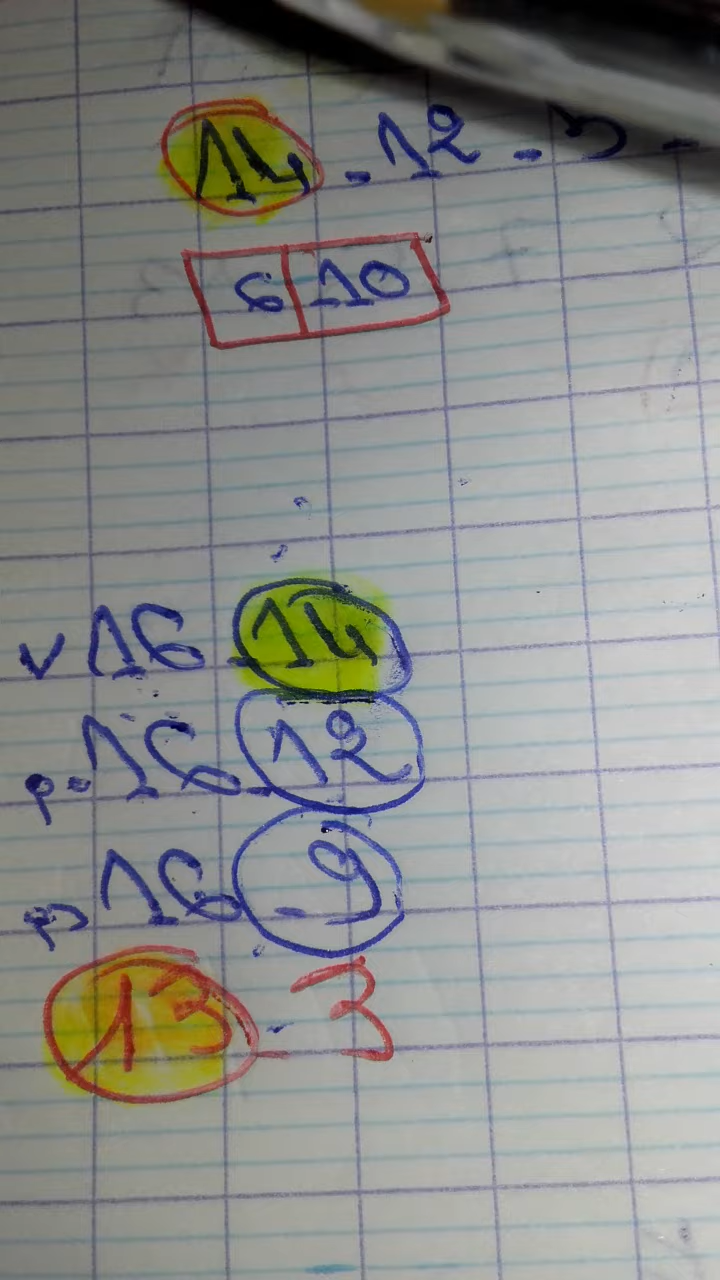 14 - 12 - 5 -
6 10
v 16 - 14
16 - 12
16 - 9
13 - 3